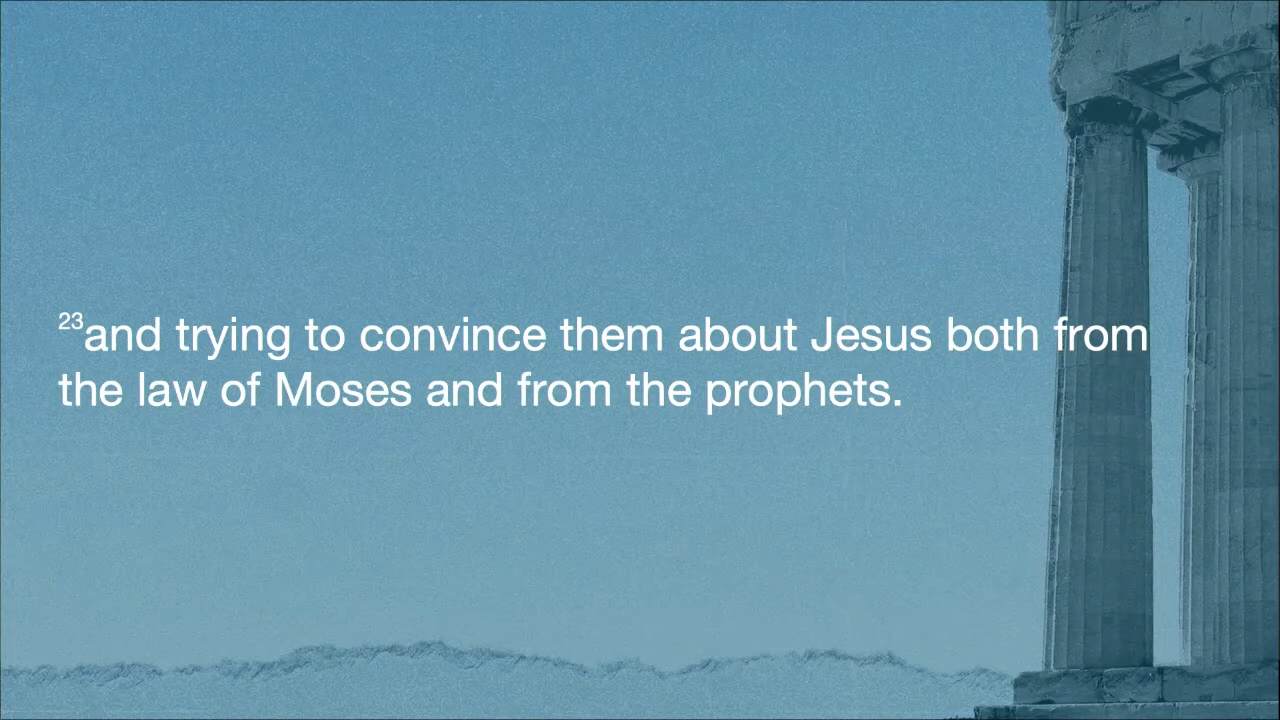 23and trying to convince them about Jesus both from
the law of Moses and from the prophets.